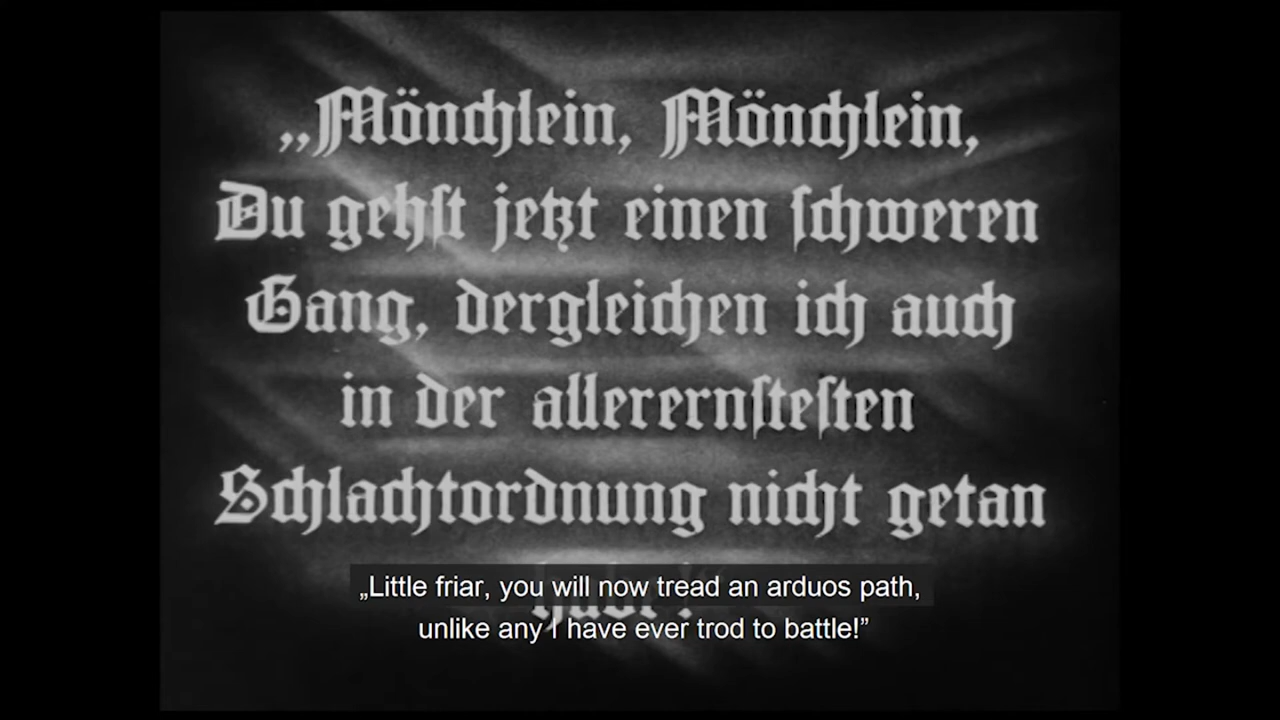 „Mönchlein, Mönchlein,
Du gehſt jetzt einen ſchweren
Gang, dergleichen ich auch
in der allerernſteſten
Schlachtordnung nicht getan
„Little friar, you will now tread an arduos path,
unlike any I have ever trod to battle!”